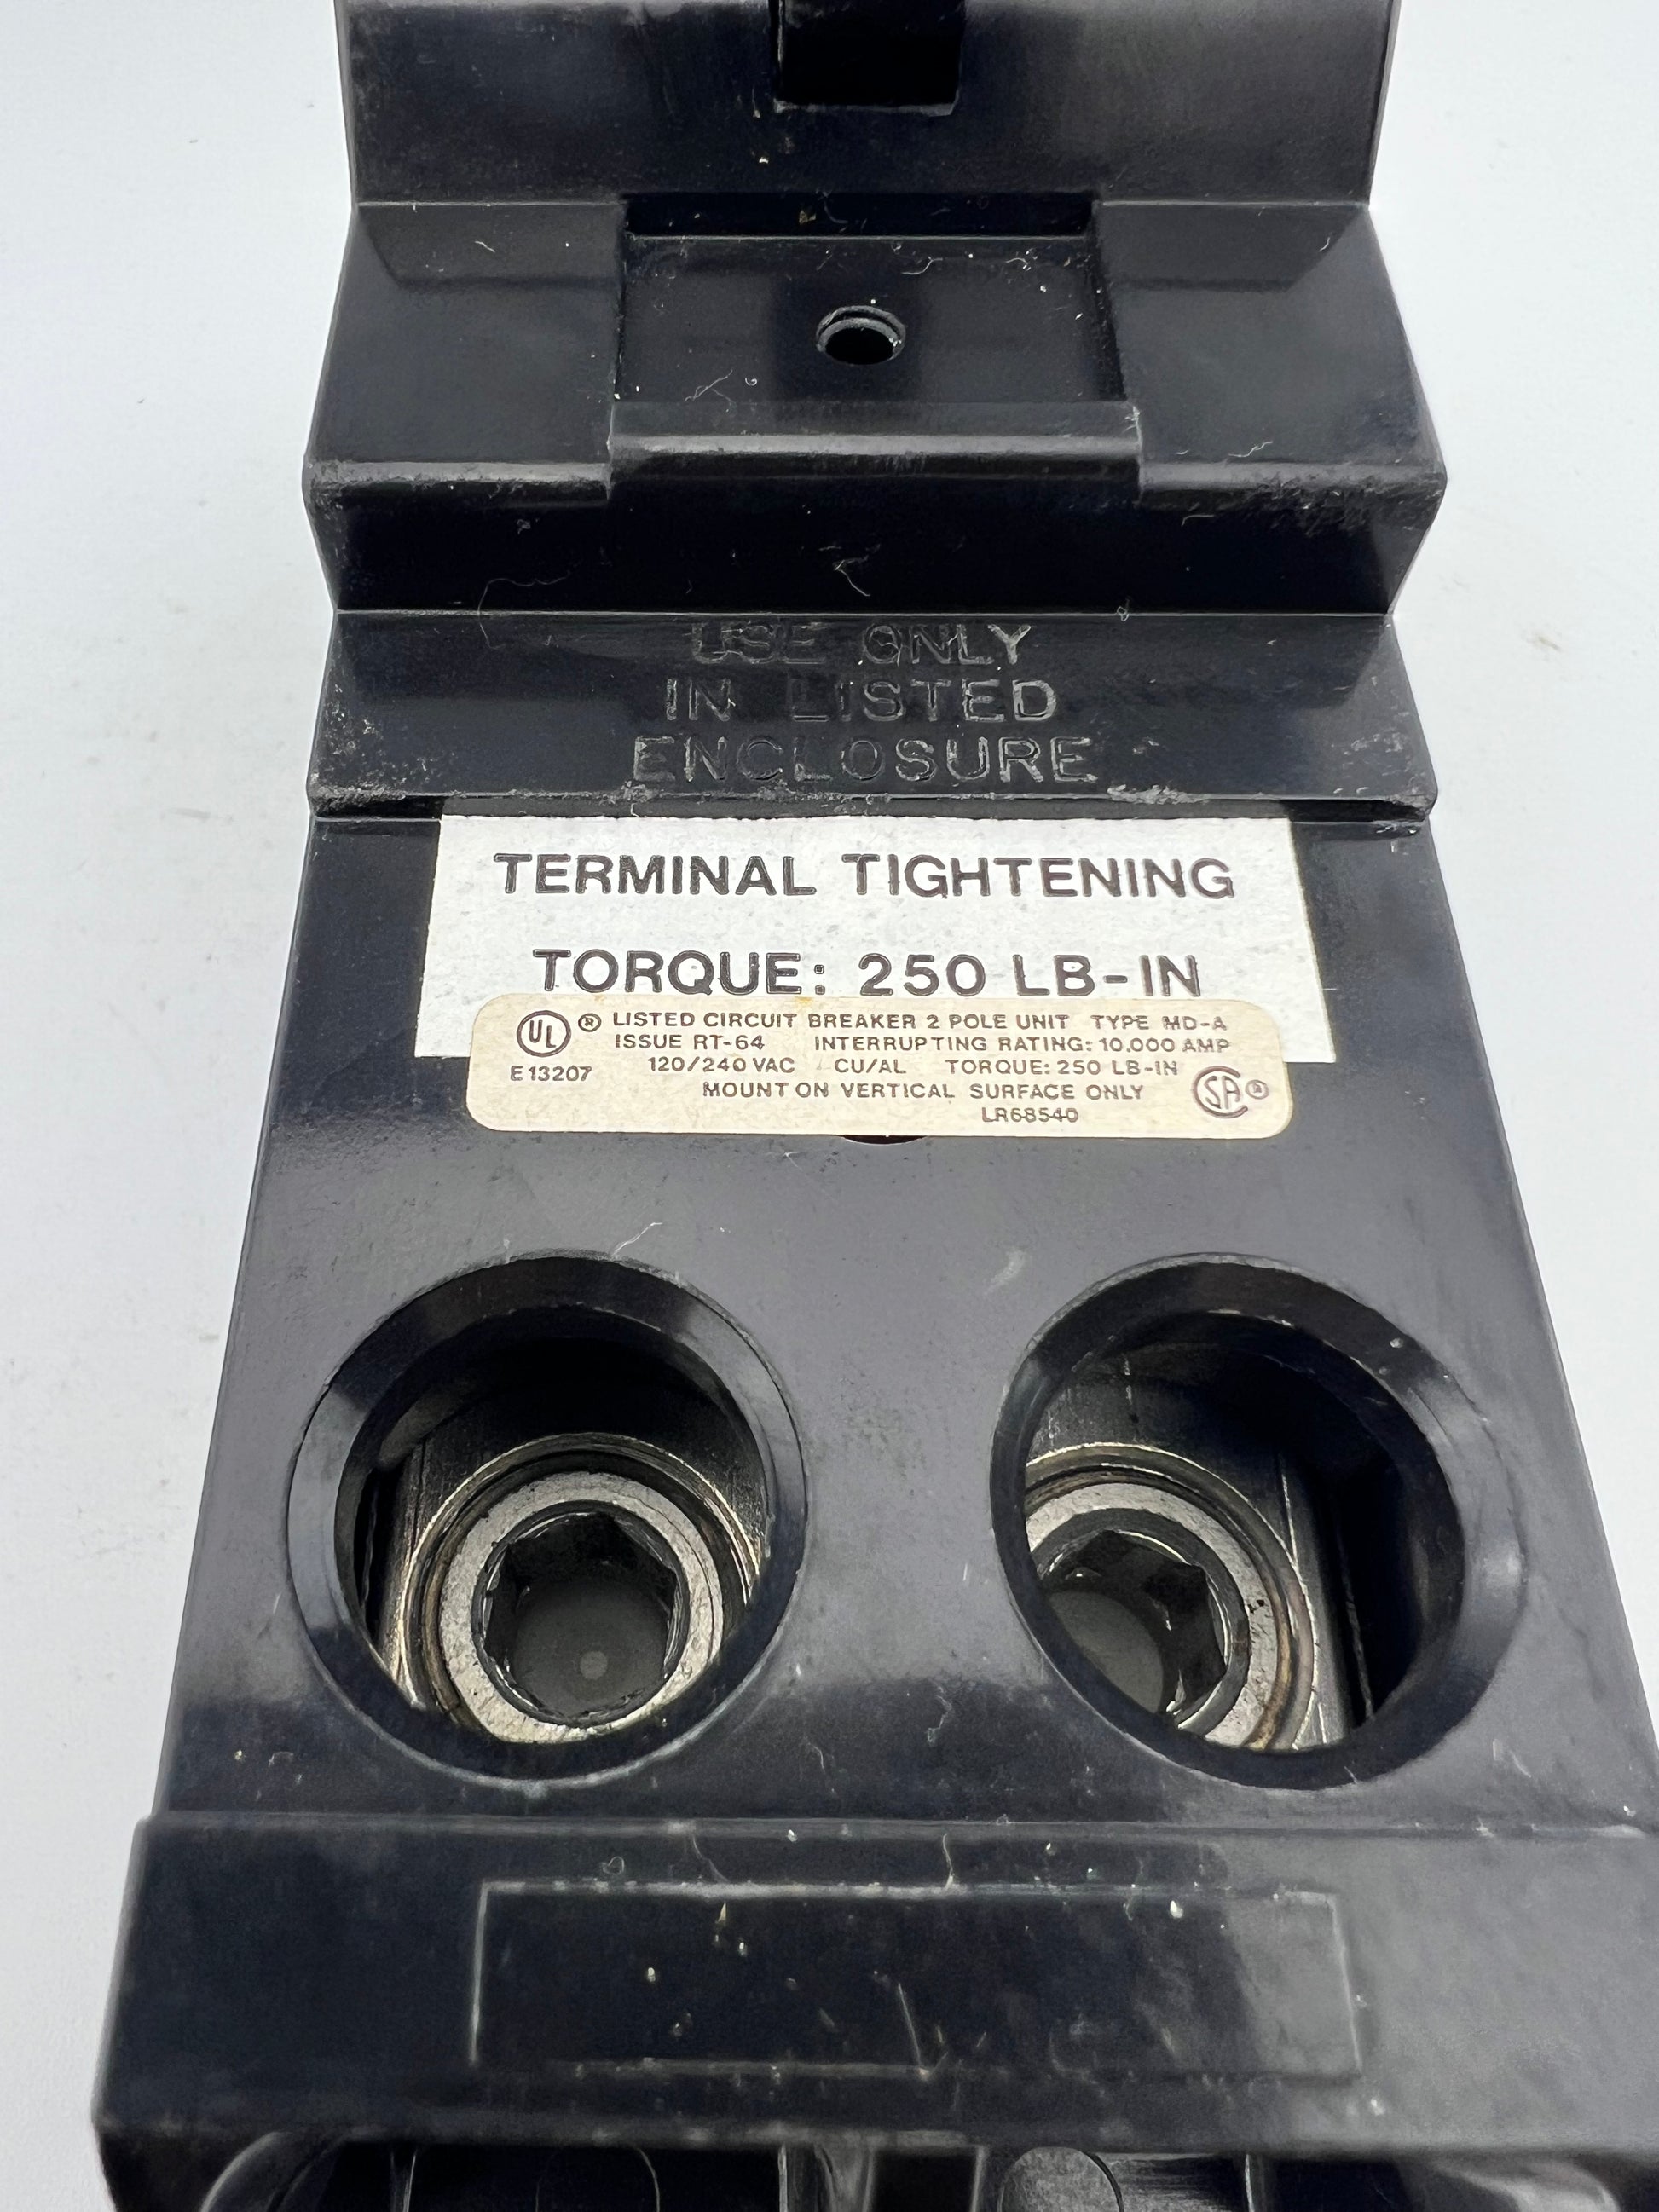 USE ONLY
IN LISTED
ENCLOSURE
TERMINAL TIGHTENING
TORQUE: 250 LB-IN
UL ® LISTED CIRCUIT BREAKER 2 POLE UNIT TYPE MD-A
ISSUE RT-64 INTERRUPTING RATING: 10.000 AMP
E13207 120/240 VAC CU/AL TORQUE: 250 LB-IN
MOUNT ON VERTICAL SURFACE ONLY SA ®
LR68540